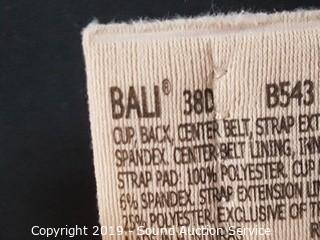 BALI® 38D B543
CUP, BACK, CENTER BELT, STRAP EXT
SPANDEX. CENTER BELT LINING, INN
STRAP PAD: 100% POLYESTER. CUP
6% SPANDEX. STRAP EXTENSION LIN
25% POLYESTER. EXCLUSIVE OF
Copyright 2019 - Sound Auction Service